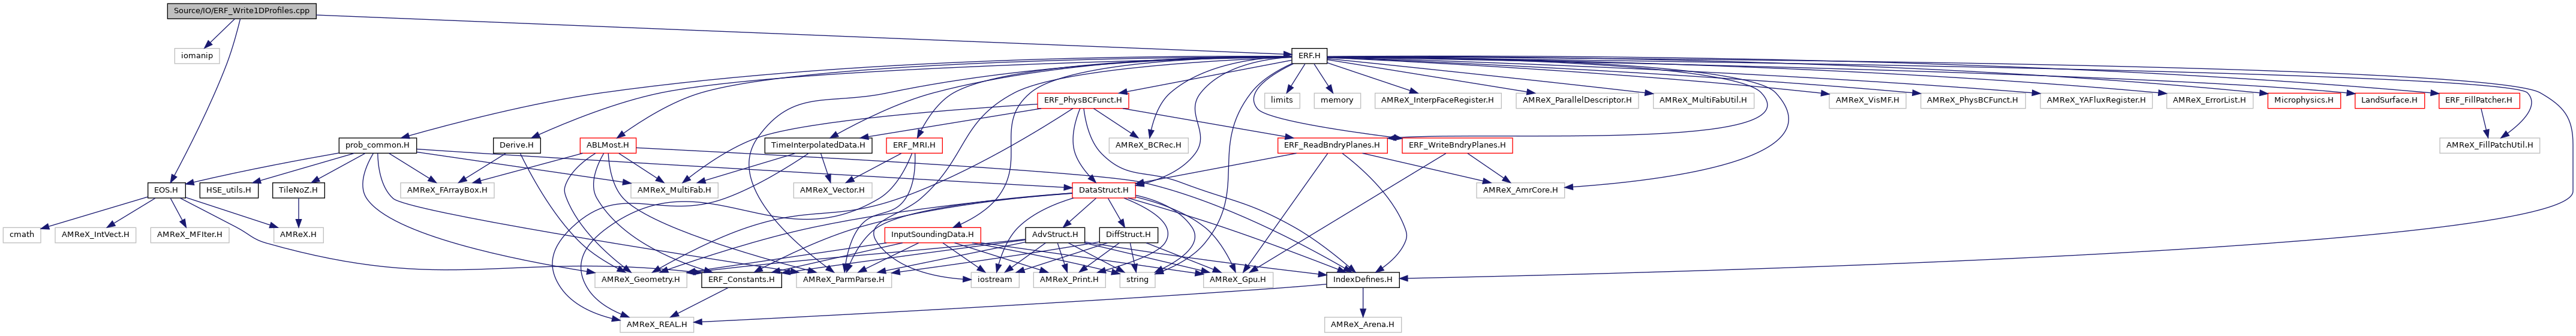 Source/IO/ERF_Write1DProfiles.cpp
iomanip
ERF.H
ERF_PhysBCFunct.H
limits
memory
AMReX_InterpFaceRegister.H
AMReX_ParallelDescriptor.H
AMReX_MultiFabUtil.H
AMReX_VisMF.H
AMReX_PhysBCFunct.H
AMReX_YAFluxRegister.H
AMReX_ErrorList.H
Microphysics.H
LandSurface.H
ERF_FillPatcher.H
prob_common.H
Derive.H
ABLMost.H
TimeInterpolatedData.H
ERF_MRI.H
AMReX_BCRec.H
ERF_ReadBndryPlanes.H
ERF_WriteBndryPlanes.H
AMReX_FillPatchUtil.H
EOS.H
HSE_utils.H
TileNoZ.H
AMReX_FArrayBox.H
AMReX_MultiFab.H
AMReX_Vector.H
DataStruct.H
AMReX_AmrCore.H
cmath
AMReX_IntVect.H
AMReX_MFIter.H
AMReX.H
InputSoundingData.H
AdvStruct.H
DiffStruct.H
AMReX_Geometry.H
ERF_Constants.H
AMReX_ParmParse.H
iostream
AMReX_Print.H
string
AMReX_Gpu.H
IndexDefines.H
AMReX_REAL.H
AMReX_Arena.H